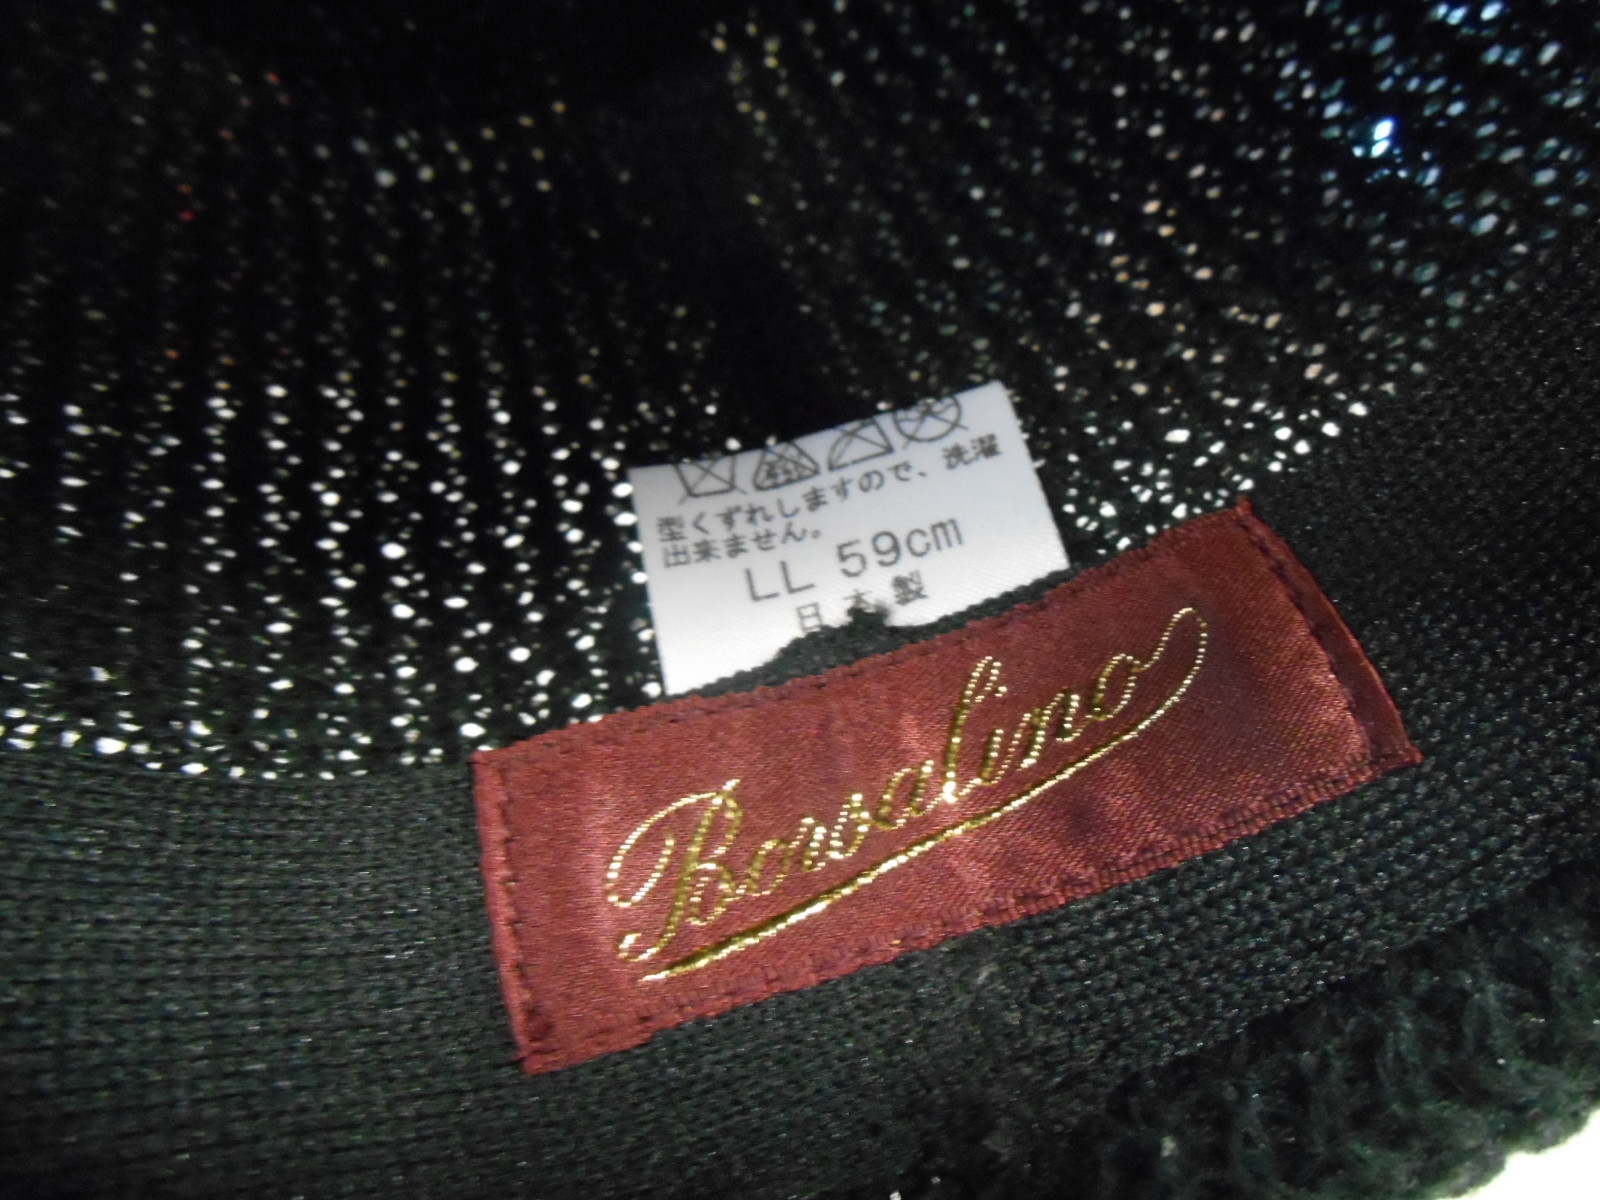 型くずれしますので、洗濯
出来ません。
LL 59cm
日本製
Borsalino